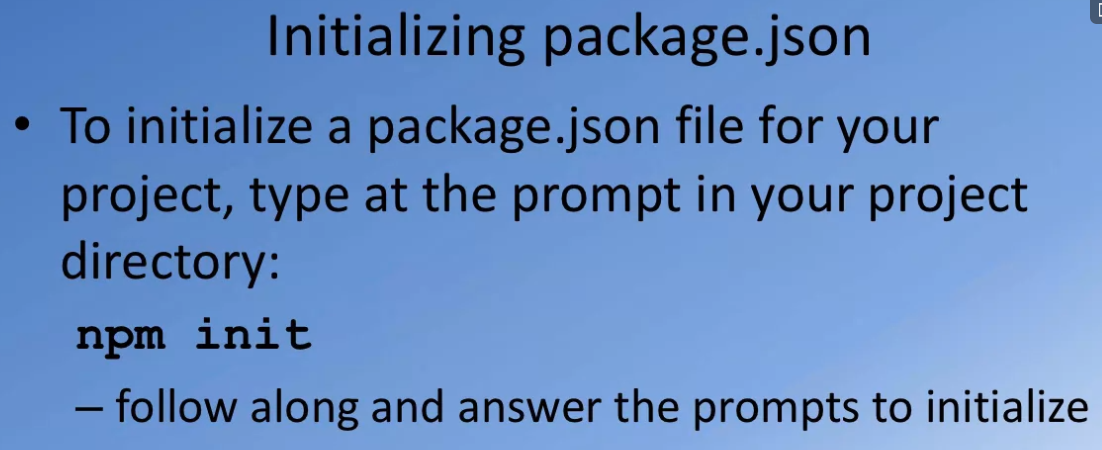 Initializing package.json
• To initialize a package.json file for your
project, type at the prompt in your project
directory:
npm init
– follow along and answer the prompts to initialize